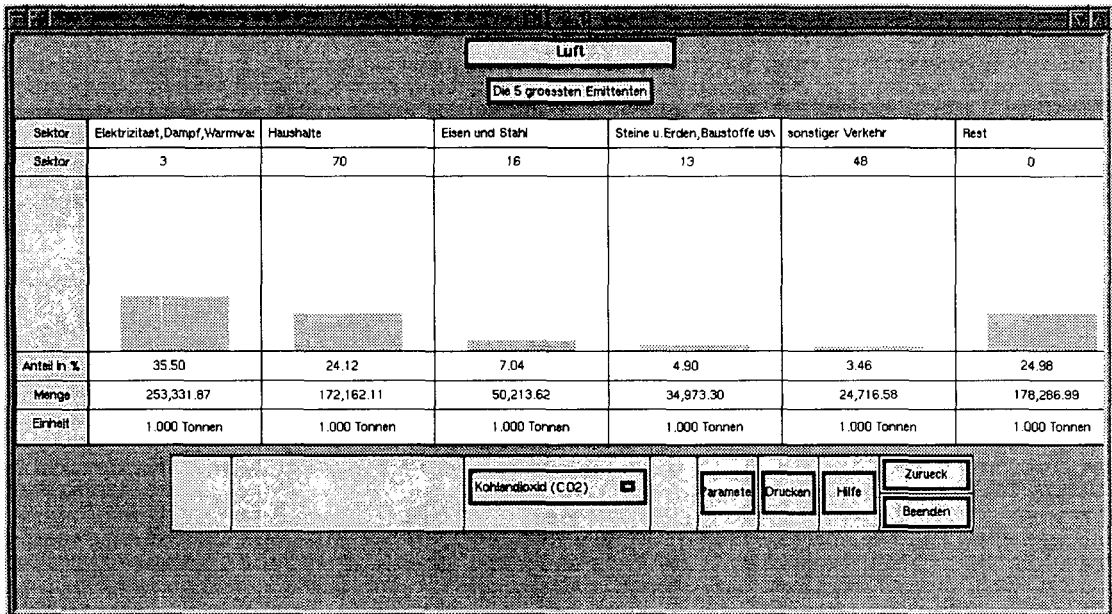 Luft
Die 5 groessten Emittenten
Sektor Elektrizitaet,Dampf,Warmwas Haushalte Eisen und Stahl Steine u.Erden,Baustoffe usw sonstiger Verkehr Rest
Sektor 3 70 16 13 48 0
Anteil in % 35.50 24.12 7.04 4.90 3.46 24.98
Menge 253,331.87 172,162.11 50,213.62 34,973.30 24,716.58 178,286.99
Einheit 1.000 Tonnen 1.000 Tonnen 1.000 Tonnen 1.000 Tonnen 1.000 Tonnen 1.000 Tonnen
Kohlendioxid (CO2) Paramete Drucken Hilfe Zurueck
Beenden